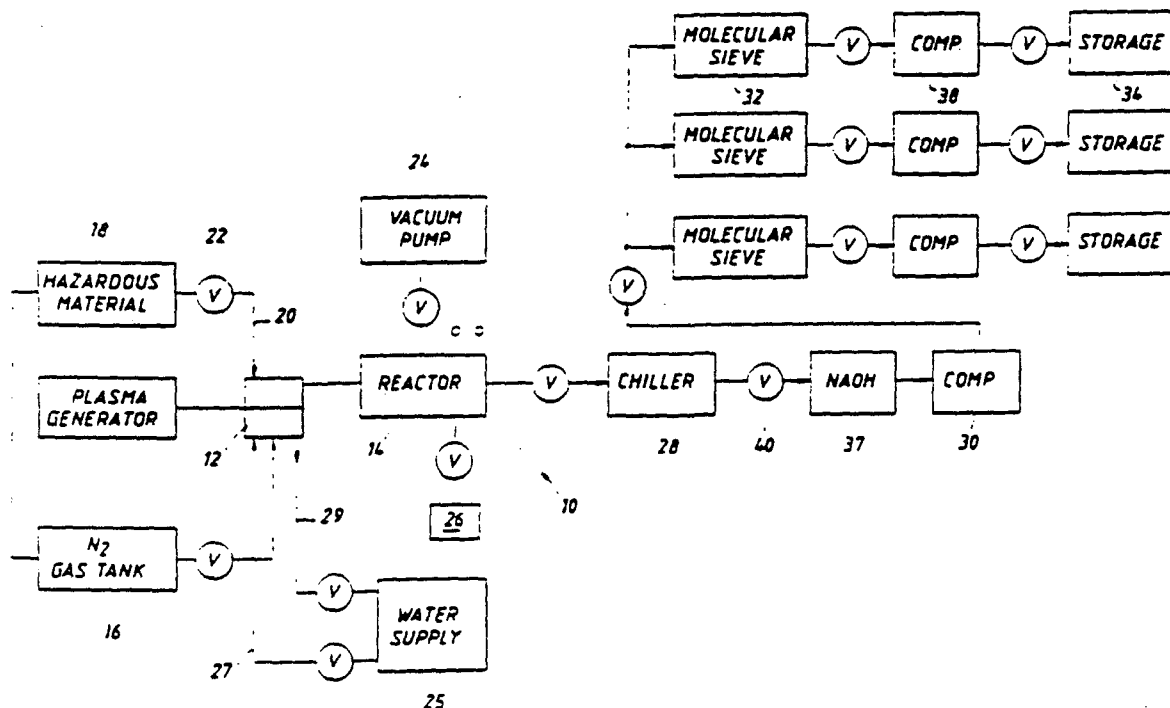 MOLECULAR
SIEVE
V
COMP.
V
STORAGE
32
38
34
MOLECULAR
SIEVE
V
COMP
V
STORAGE
24
VACUUM
PUMP
MOLECULAR
SIEVE
V
COMP
V
STORAGE
18
22
HAZARDOUS
MATERIAL
V
V
V
20
REACTOR
V
CHILLER
V
NAOH
COMP
PLASMA
GENERATOR
12
14
V
28
40
37
30
10
29
26
N2
GAS TANK
V
16
V
WATER
SUPPLY
27
V
25